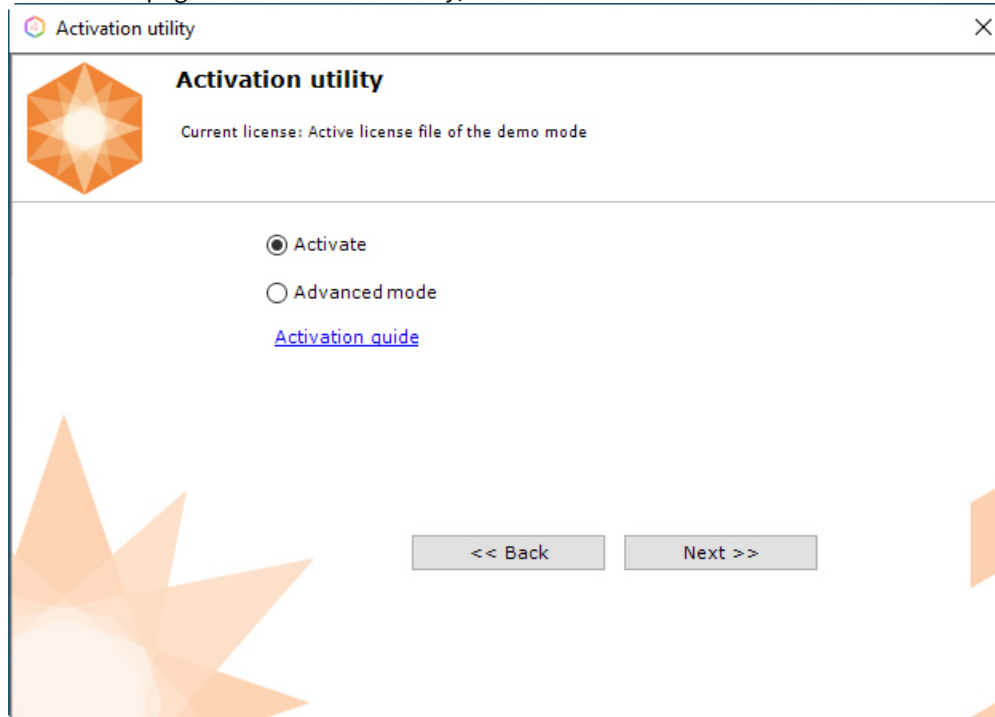 Activation utility
Activation utility
Current license: Active license file of the demo mode
Activate
Advanced mode
Activation guide
<< Back
Next >>